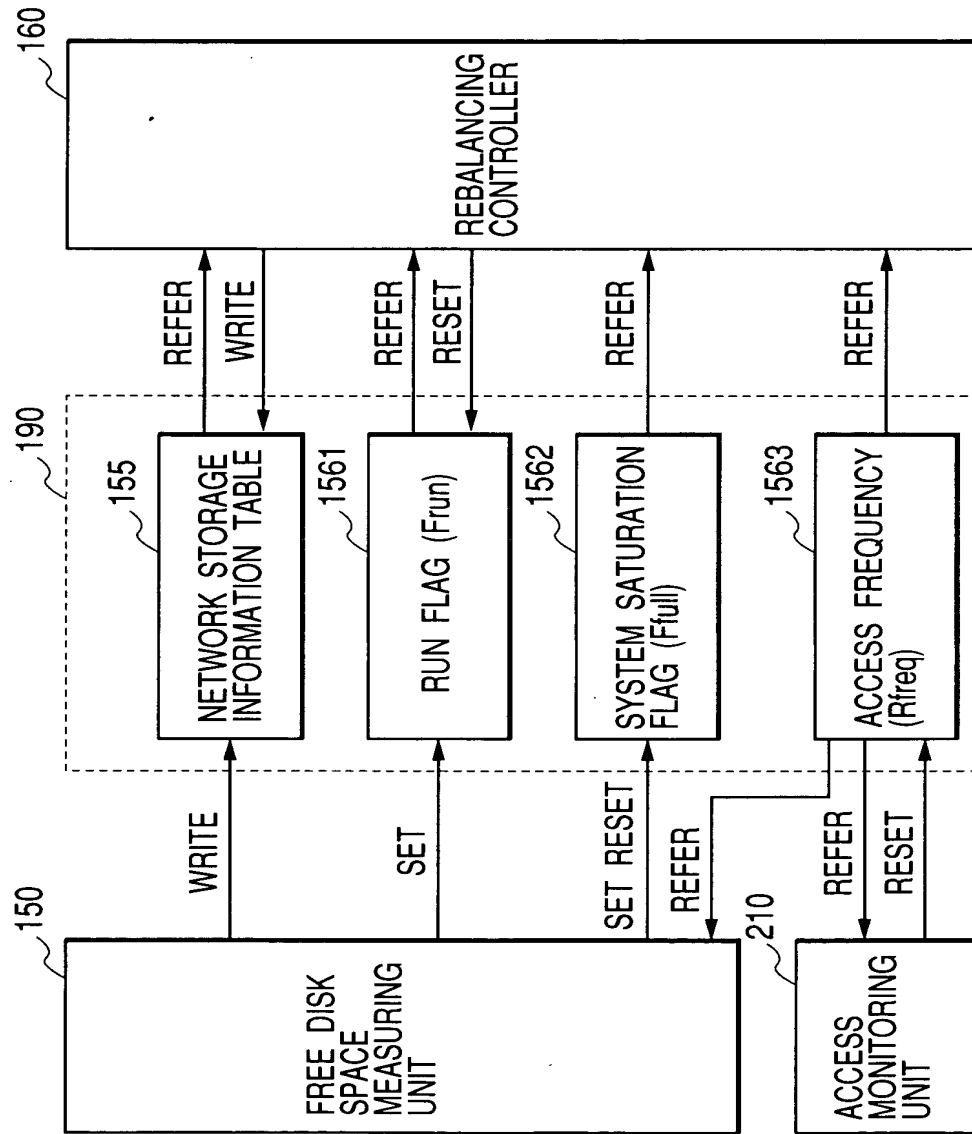 150
FREE DISK
SPACE
MEASURING
UNIT
210
ACCESS
MONITORING
UNIT
WRITE
SET
SET RESET
REFER
REFER
RESET
190
155
NETWORK STORAGE
INFORMATION TABLE
1561
RUN FLAG (Frun)
1562
SYSTEM SATURATION
FLAG (Ffull)
1563
ACCESS FREQUENCY
(Rfreq)
REFER
WRITE
REFER
RESET
REFER
REFER
160
REBALANCING
CONTROLLER